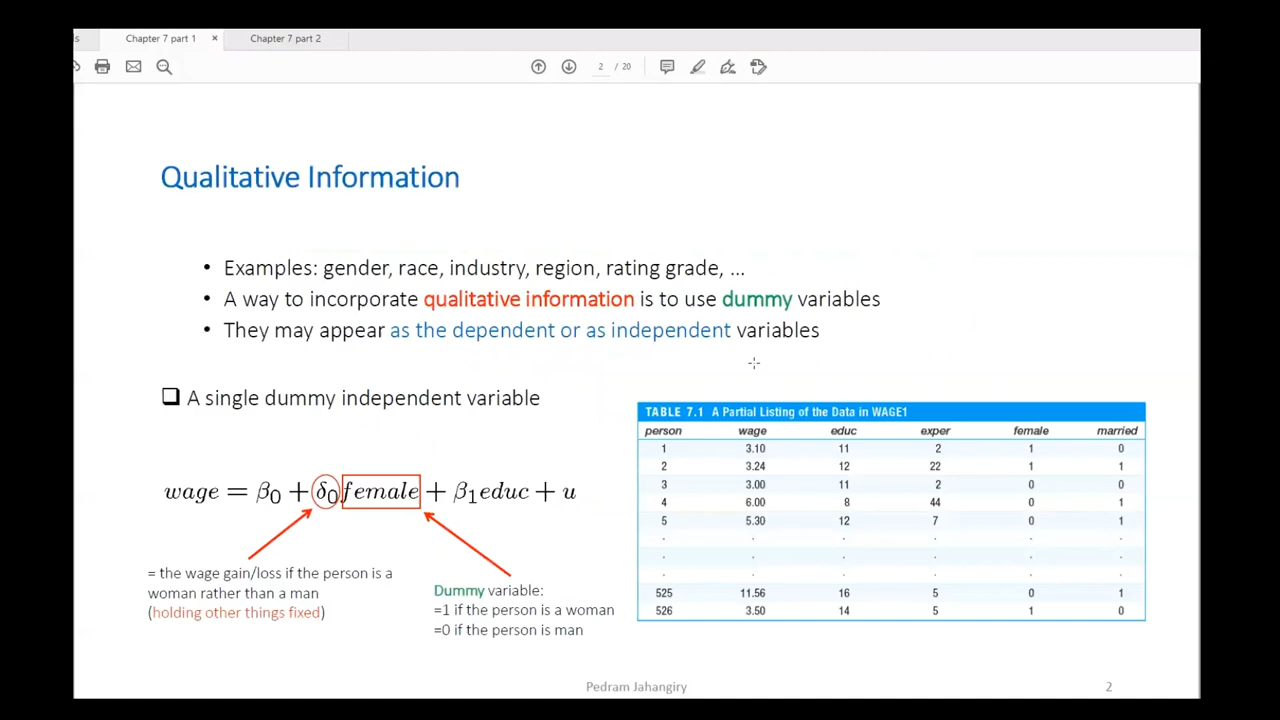 s
Chapter 7 part 1 ×
Chapter 7 part 2
2 / 20
Qualitative Information
• Examples: gender, race, industry, region, rating grade, ...
• A way to incorporate qualitative information is to use dummy variables
• They may appear as the dependent or as independent variables
❑ A single dummy independent variable
wage = β0 + δ0female + β1educ + u
= the wage gain/loss if the person is a
woman rather than a man
(holding other things fixed)
Dummy variable:
=1 if the person is a woman
=0 if the person is man
TABLE 7.1 A Partial Listing of the Data in WAGE1
person wage educ exper female married
1 3.10 11 2 1 0
2 3.24 12 22 1 1
3 3.00 11 2 0 0
4 6.00 8 44 0 1
5 5.30 12 7 0 1
. . . . . .
. . . . . .
. . . . . .
525 11.56 16 5 0 1
526 3.50 14 5 1 0
Pedram Jahangiry
2